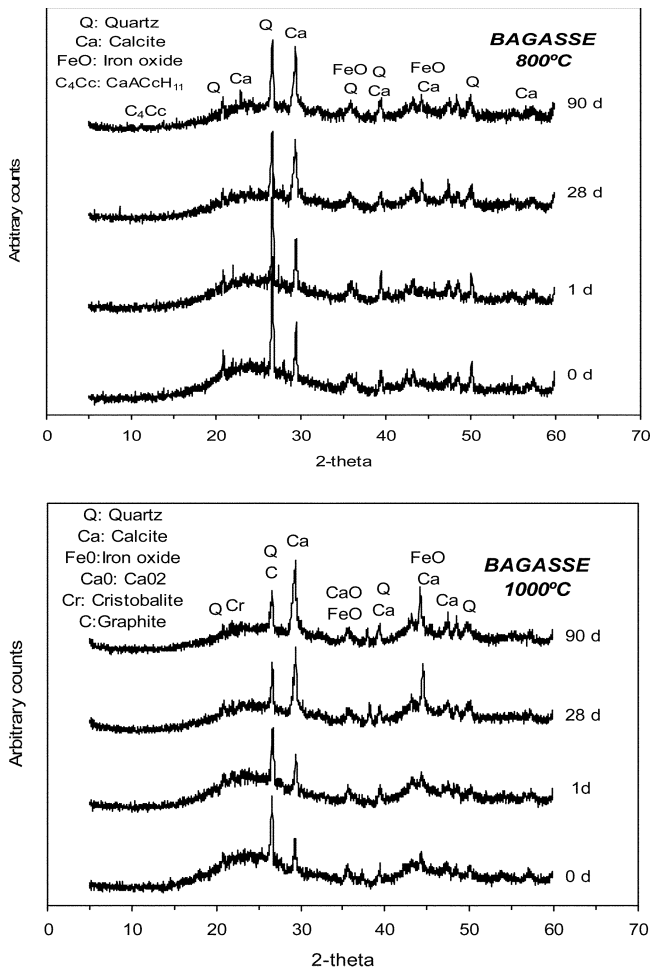 Q: Quartz
Ca: Calcite
FeO: Iron oxide
C₄Cc: CaACcH₁₁
Q
Ca
BAGASSE
800ºC
FeO
Q
FeO
Q
Ca
Q
Ca
Ca
Q
Ca
C₄Cc
90 d
28 d
1 d
0 d
Arbitrary counts
0 10 20 30 40 50 60 70
2-theta
Q: Quartz
Ca: Calcite
Fe0:Iron oxide
Ca0: Ca02
Cr: Cristobalite
C:Graphite
Q
C
Ca
FeO
Ca
BAGASSE
1000ºC
CaO
FeO
Q
Ca
Q
Cr
Ca
Q
90 d
28 d
1d
0 d
Arbitrary counts
0 10 20 30 40 50 60 70
2-theta